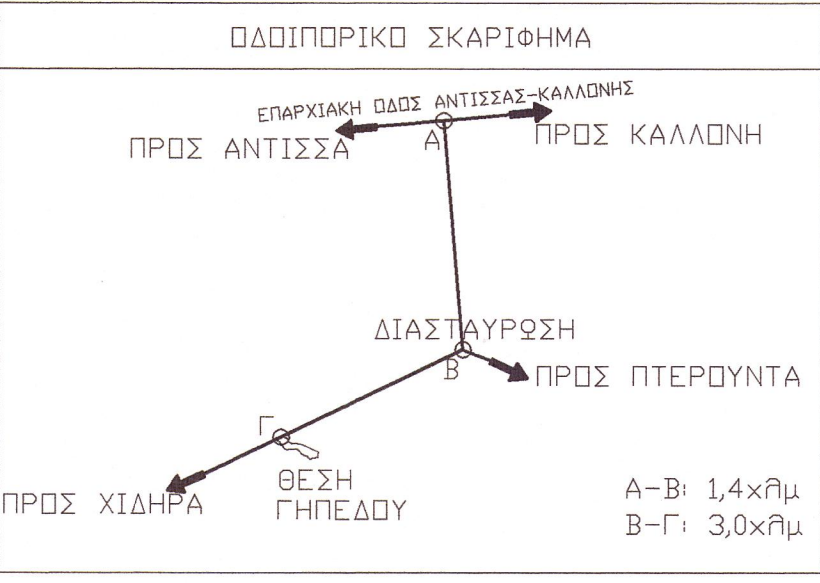 ΟΔΟΙΠΟΡΙΚΟ ΣΚΑΡΙΦΗΜΑ
ΕΠΑΡΧΙΑΚΗ ΟΔΟΣ ΑΝΤΙΣΣΑΣ-ΚΑΛΛΟΝΗΣ
ΠΡΟΣ ΑΝΤΙΣΣΑ
Α
ΠΡΟΣ ΚΑΛΛΟΝΗ
ΔΙΑΣΤΑΥΡΩΣΗ
Β
ΠΡΟΣ ΠΤΕΡΟΥΝΤΑ
Γ
ΠΡΟΣ ΧΙΔΗΡΑ
ΘΕΣΗ
ΓΗΠΕΔΟΥ
Α-Β: 1,4χλμ
Β-Γ: 3,0χλμ